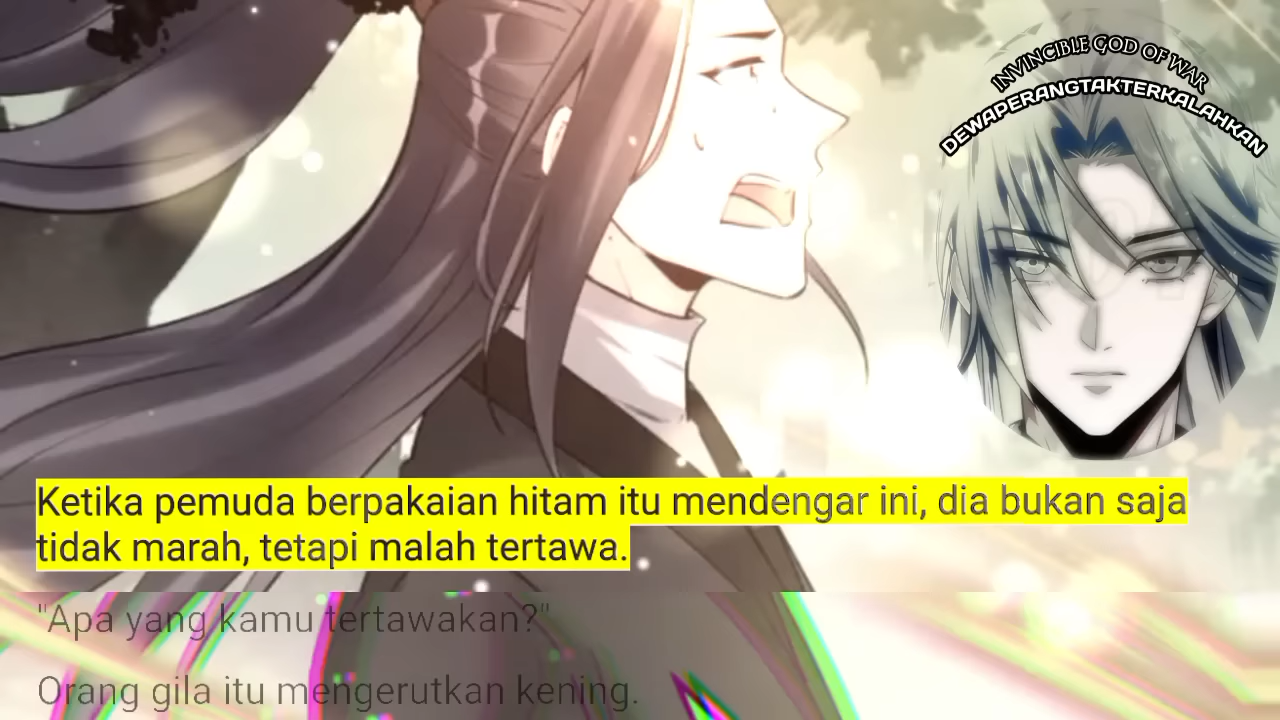 INVINCIBLE GOD OF WAR
DEWAPERANGTAKTERKALAHKAN
Ketika pemuda berpakaian hitam itu mendengar ini, dia bukan saja
tidak marah, tetapi malah tertawa.
"Apa yang kamu tertawakan?"
Orang gila itu mengerutkan kening.